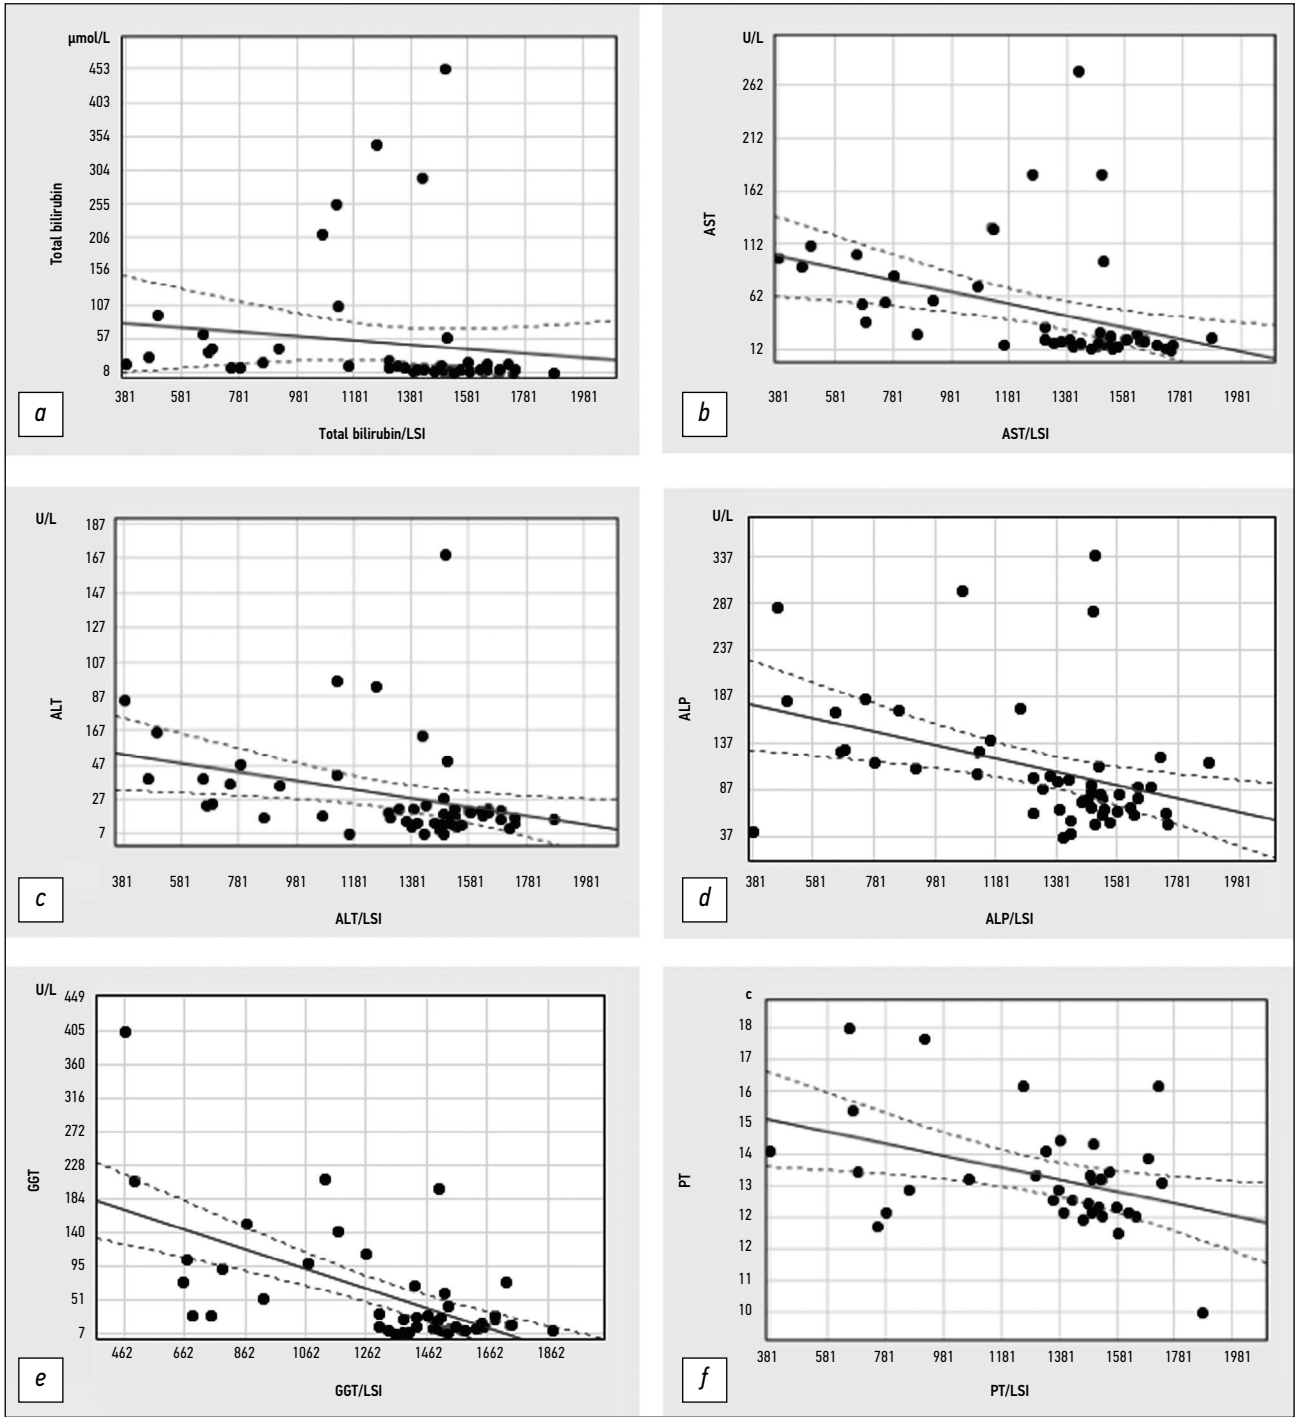 µmol/L
453
403
354
304
255
206
156
107
57
8
Total bilirubin
381 581 781 981 1181 1381 1581 1781 1981
Total bilirubin/LSI
a
U/L
262
212
162
112
62
12
AST
381 581 781 981 1181 1381 1581 1781 1981
AST/LSI
b
U/L
187
167
147
127
107
87
167
47
27
7
ALT
381 581 781 981 1181 1381 1581 1781 1981
ALT/LSI
c
U/L
337
287
237
187
137
87
37
ALP
381 581 781 981 1181 1381 1581 1781 1981
ALP/LSI
d
U/L 449
405
360
316
272
228
184
140
95
51
7
GGT
462 662 862 1062 1262 1462 1662 1862
GGT/LSI
e
c
18
17
16
15
14
13
12
12
11
10
PT
381 581 781 981 1181 1381 1581 1781 1981
PT/LSI
f